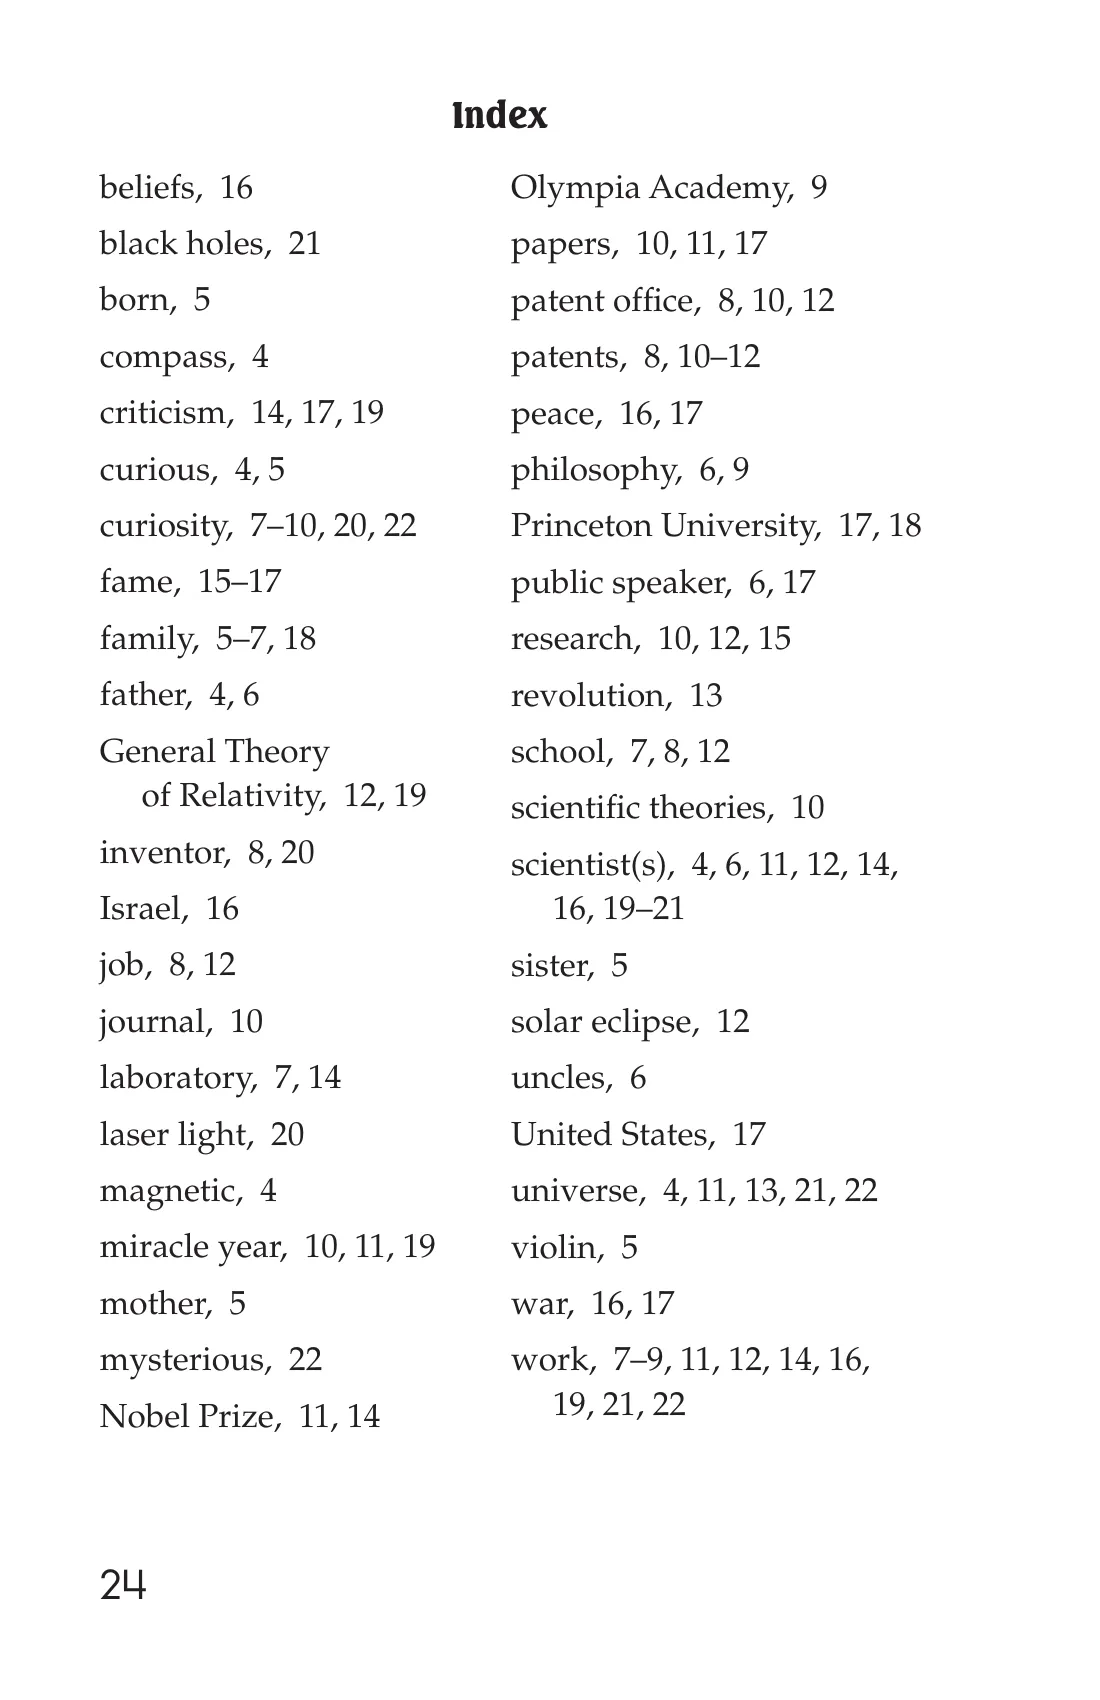 Index
beliefs, 16
black holes, 21
born, 5
compass, 4
criticism, 14, 17, 19
curious, 4, 5
curiosity, 7–10, 20, 22
fame, 15–17
family, 5–7, 18
father, 4, 6
General Theory
of Relativity, 12, 19
inventor, 8, 20
Israel, 16
job, 8, 12
journal, 10
laboratory, 7, 14
laser light, 20
magnetic, 4
miracle year, 10, 11, 19
mother, 5
mysterious, 22
Nobel Prize, 11, 14
Olympia Academy, 9
papers, 10, 11, 17
patent office, 8, 10, 12
patents, 8, 10–12
peace, 16, 17
philosophy, 6, 9
Princeton University, 17, 18
public speaker, 6, 17
research, 10, 12, 15
revolution, 13
school, 7, 8, 12
scientific theories, 10
scientist(s), 4, 6, 11, 12, 14,
16, 19–21
sister, 5
solar eclipse, 12
uncles, 6
United States, 17
universe, 4, 11, 13, 21, 22
violin, 5
war, 16, 17
work, 7–9, 11, 12, 14, 16,
19, 21, 22
24